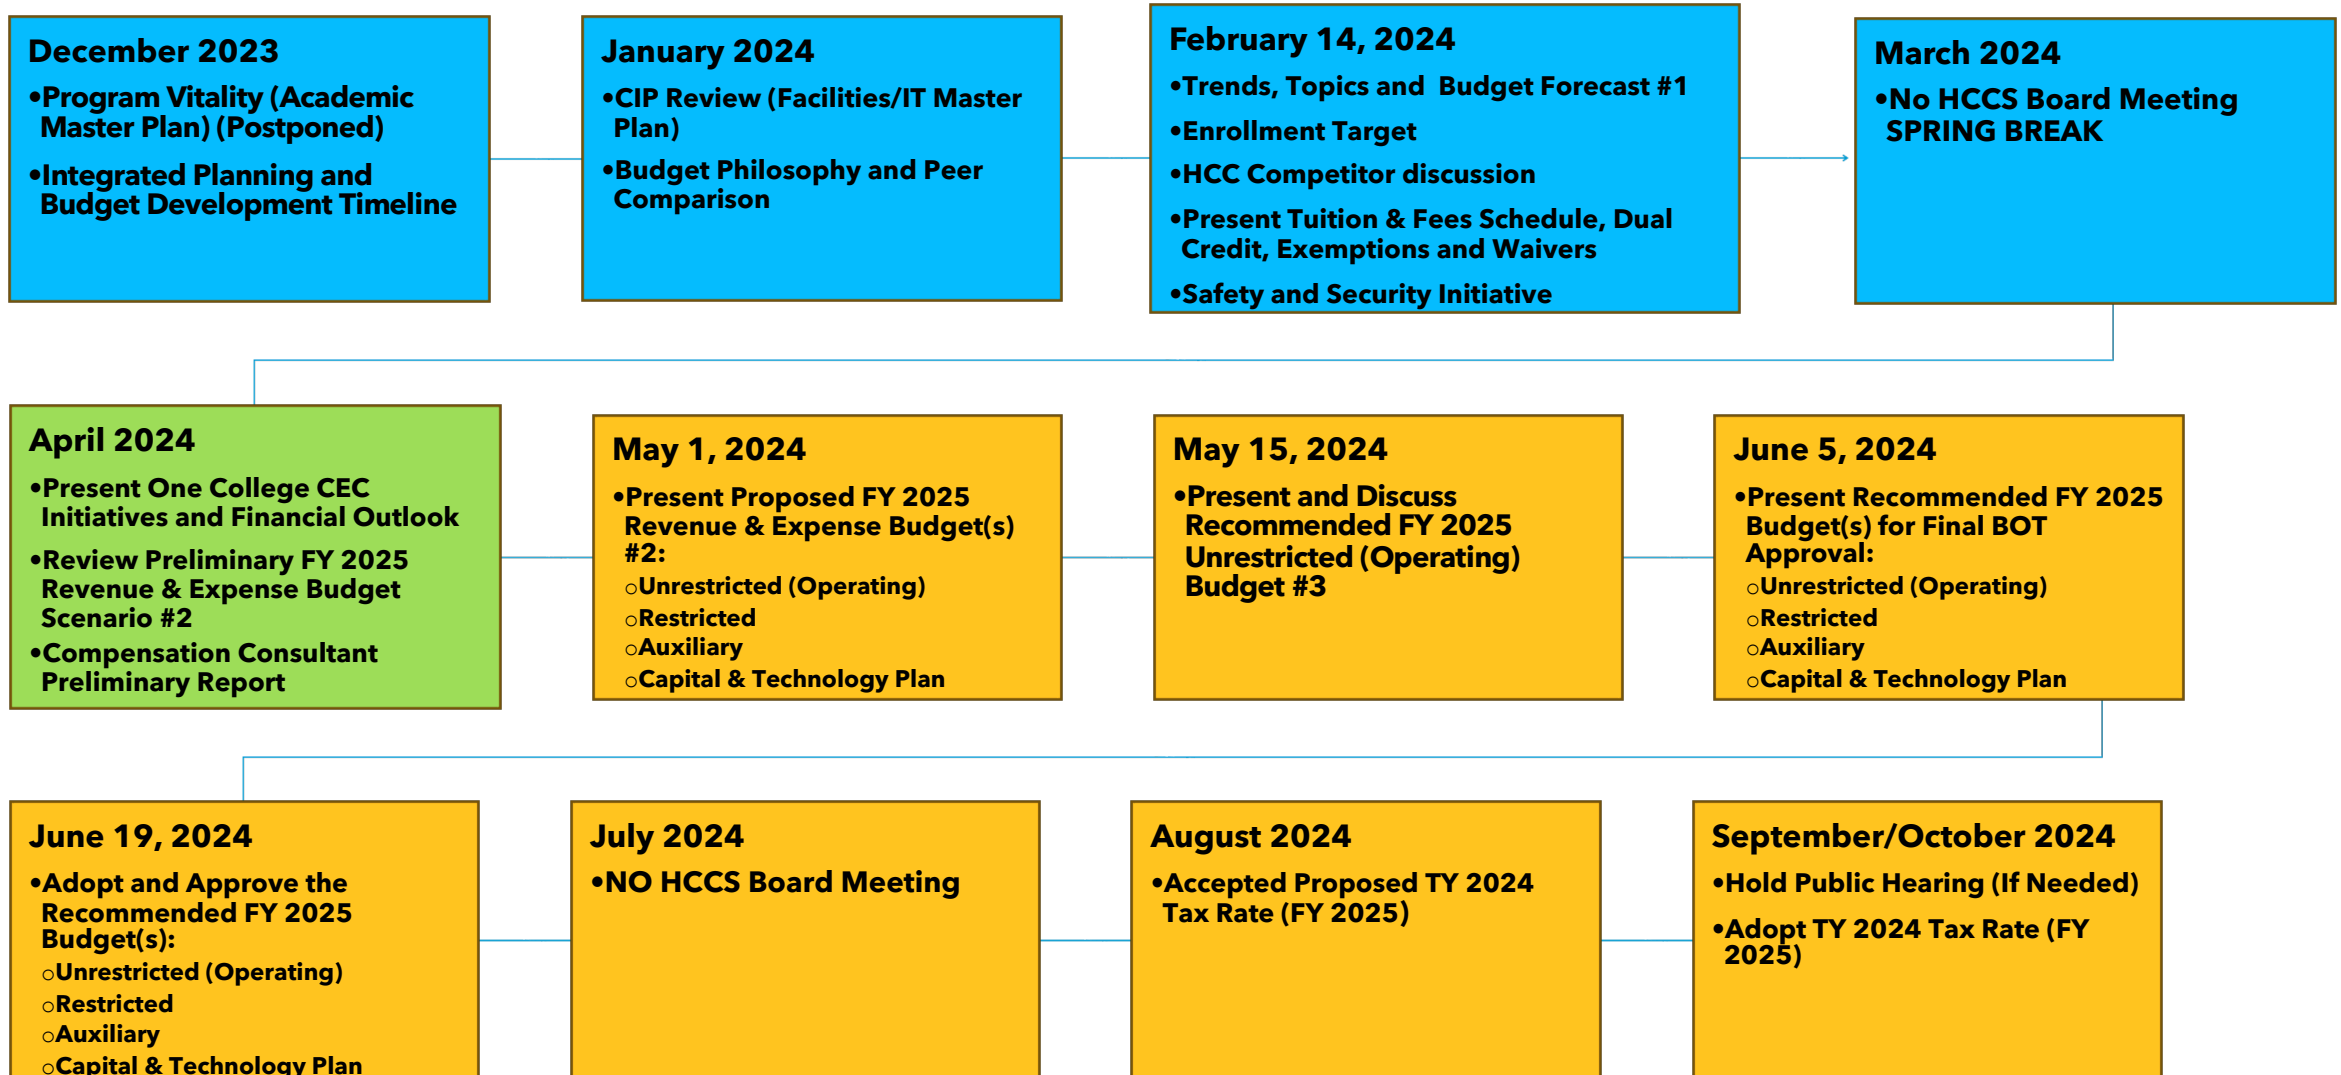 December 2023
•Program Vitality (Academic
Master Plan) (Postponed)
•Integrated Planning and
Budget Development Timeline
January 2024
•CIP Review (Facilities/IT Master
Plan)
•Budget Philosophy and Peer
Comparison
February 14, 2024
•Trends, Topics and Budget Forecast #1
•Enrollment Target
•HCC Competitor discussion
•Present Tuition & Fees Schedule, Dual
Credit, Exemptions and Waivers
•Safety and Security Initiative
March 2024
•No HCCS Board Meeting
SPRING BREAK
April 2024
•Present One College CEC
Initiatives and Financial Outlook
•Review Preliminary FY 2025
Revenue & Expense Budget
Scenario #2
•Compensation Consultant
Preliminary Report
May 1, 2024
•Present Proposed FY 2025
Revenue & Expense Budget(s)
#2:
○Unrestricted (Operating)
○Restricted
○Auxiliary
○Capital & Technology Plan
May 15, 2024
•Present and Discuss
Recommended FY 2025
Unrestricted (Operating)
Budget #3
June 5, 2024
•Present Recommended FY 2025
Budget(s) for Final BOT
Approval:
○Unrestricted (Operating)
○Restricted
○Auxiliary
○Capital & Technology Plan
June 19, 2024
•Adopt and Approve the
Recommended FY 2025
Budget(s):
○Unrestricted (Operating)
○Restricted
○Auxiliary
○Capital & Technology Plan
July 2024
•NO HCCS Board Meeting
August 2024
•Accepted Proposed TY 2024
Tax Rate (FY 2025)
September/October 2024
•Hold Public Hearing (If Needed)
•Adopt TY 2024 Tax Rate (FY
2025)